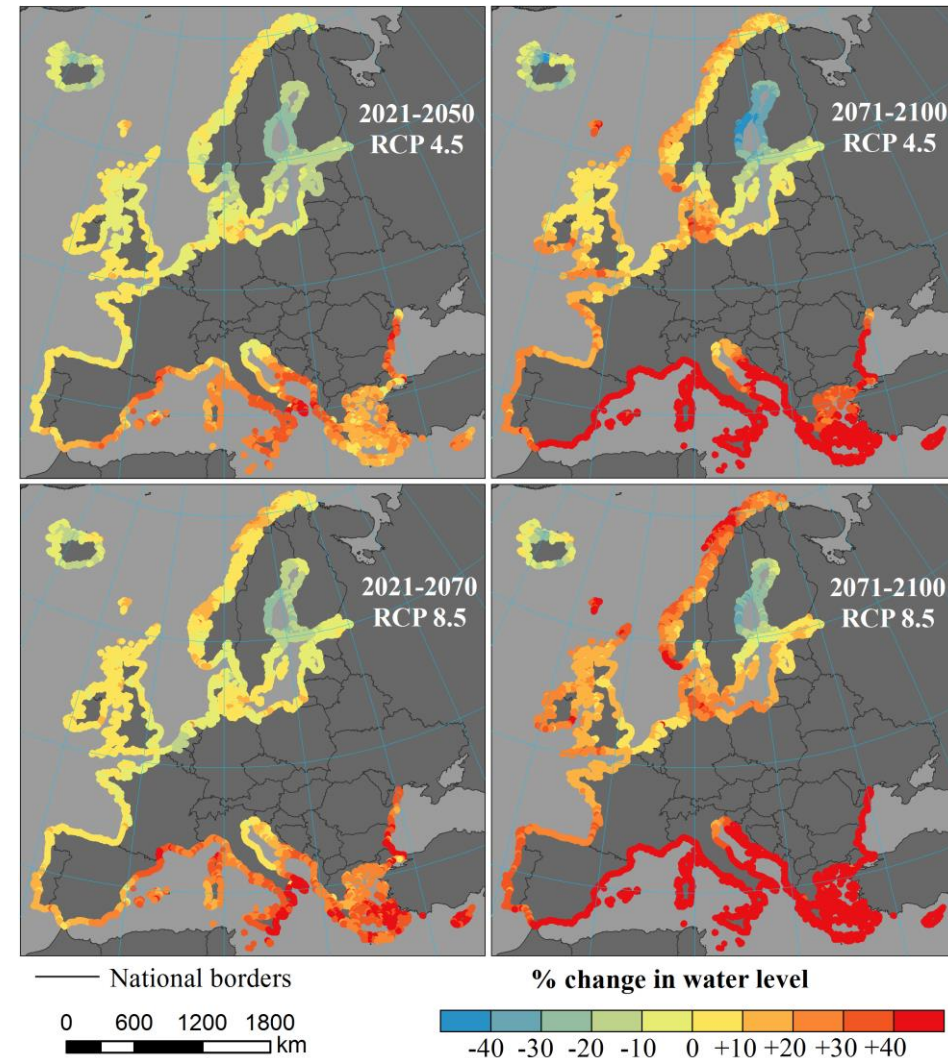 2021-2050
RCP 4.5
2071-2100
RCP 4.5
2021-2070
RCP 8.5
2071-2100
RCP 8.5
National borders
% change in water level
0 600 1200 1800
km
-40 -30 -20 -10 0 +10 +20 +30 +40